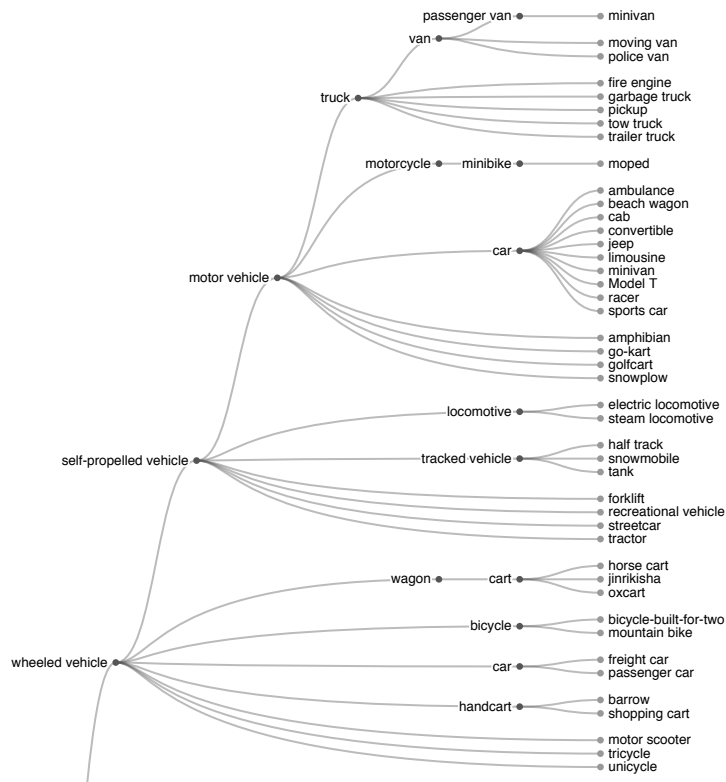 passenger van
minivan
van
moving van
police van
fire engine
truck
garbage truck
pickup
tow truck
trailer truck
motorcycle
minibike
moped
ambulance
beach wagon
cab
convertible
jeep
car
limousine
minivan
motor vehicle
Model T
racer
sports car
amphibian
go-kart
golfcart
snowplow
electric locomotive
locomotive
steam locomotive
half track
self-propelled vehicle
tracked vehicle
snowmobile
tank
forklift
recreational vehicle
streetcar
tractor
horse cart
wagon
cart
jinrikisha
oxcart
bicycle-built-for-two
bicycle
mountain bike
freight car
wheeled vehicle
car
passenger car
barrow
handcart
shopping cart
motor scooter
tricycle
unicycle